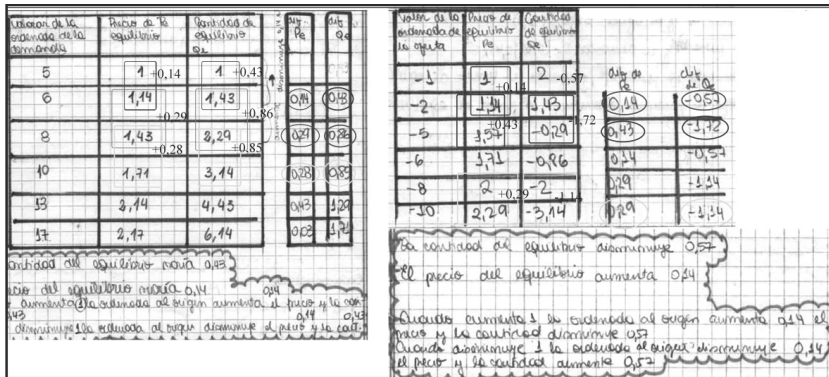 Valores de la ordenada de la demanda | Precio de equilibrio | Cantidad de equilibrio Qe | dif. Pe | dif. Qe
5 | 1 +0,14 | 1 +0,43
6 | 1,14 +0.29 | 1,43 +0,86 | 0,14 | 0,43
8 | 1,43 +0,28 | 2,29 +0,85 | 0,29 | 0,86
10 | 1,71 | 3,14 | 0,28 | 0,85
13 | 2,14 | 4,43 | 0,43 | 1,29
17 | 2,17 | 6,14 | 0,03 | 1,71
antidad del equilibrio varía 0,43
ecio del equilibrio varía 0,14
0,14
aumenta 1 la ordenada al origen aumenta el precio y la can-
0,43 0,14 0,43
disminuye 1 la ordenada al origen disminuye el precio y la cant.
Valor de la ordenada de la oferta | Precio de equilibrio Pe | Cantidad de equilibrio Qe | dif de Pe | dif de Qe
-1 | 1 +0.14 | 2 -0.57
-2 | 1,14 +0.43 | 1,43 -1,72 | 0,14 | -0,57
-5 | 1,57 | -0,29 | 0,43 | -1,72
-6 | 1,71 | -0,86 | 0,14 | -0,57
-8 | 2 +0.29 | -2 -1.14 | 0,29 | -1,14
-10 | 2,29 | -3,14 | 0,29 | -1,14
La cantidad del equilibrio disminuye 0,57
El precio del equilibrio aumenta 0,14
Cuando aumenta 1 la ordenada al origen aumenta 0,14 el
precio y la cantidad disminuye 0,57
Cuando disminuye 1 la ordenada al origen disminuye 0,14
el precio y la cantidad aumenta 0,57